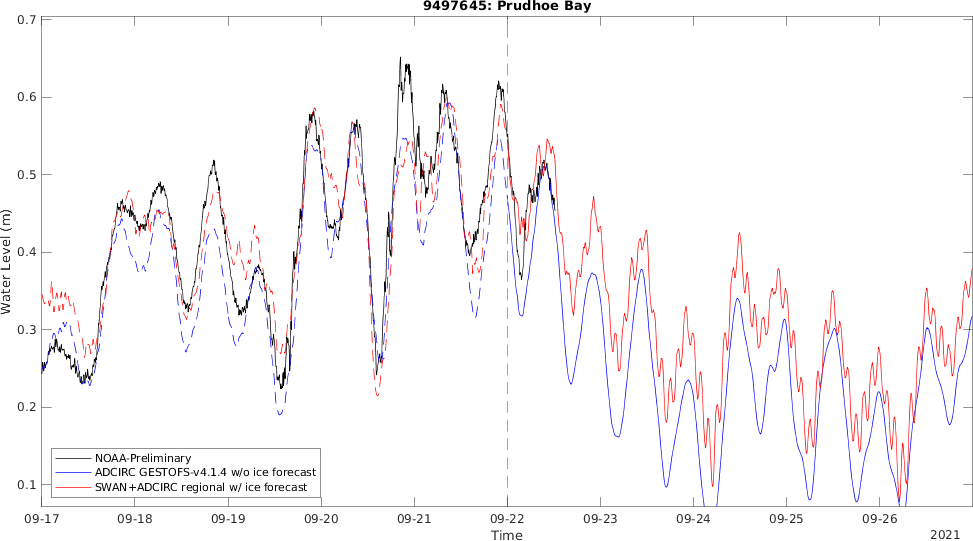 9497645: Prudhoe Bay
0.7
0.6
0.5
0.4
0.3
0.2
0.1
Water Level (m)
NOAA-Preliminary
ADCIRC GESTOFS-v4.1.4 w/o ice forecast
SWAN+ADCIRC regional w/ ice forecast
09-17 09-18 09-19 09-20 09-21 09-22 09-23 09-24 09-25 09-26
Time
2021